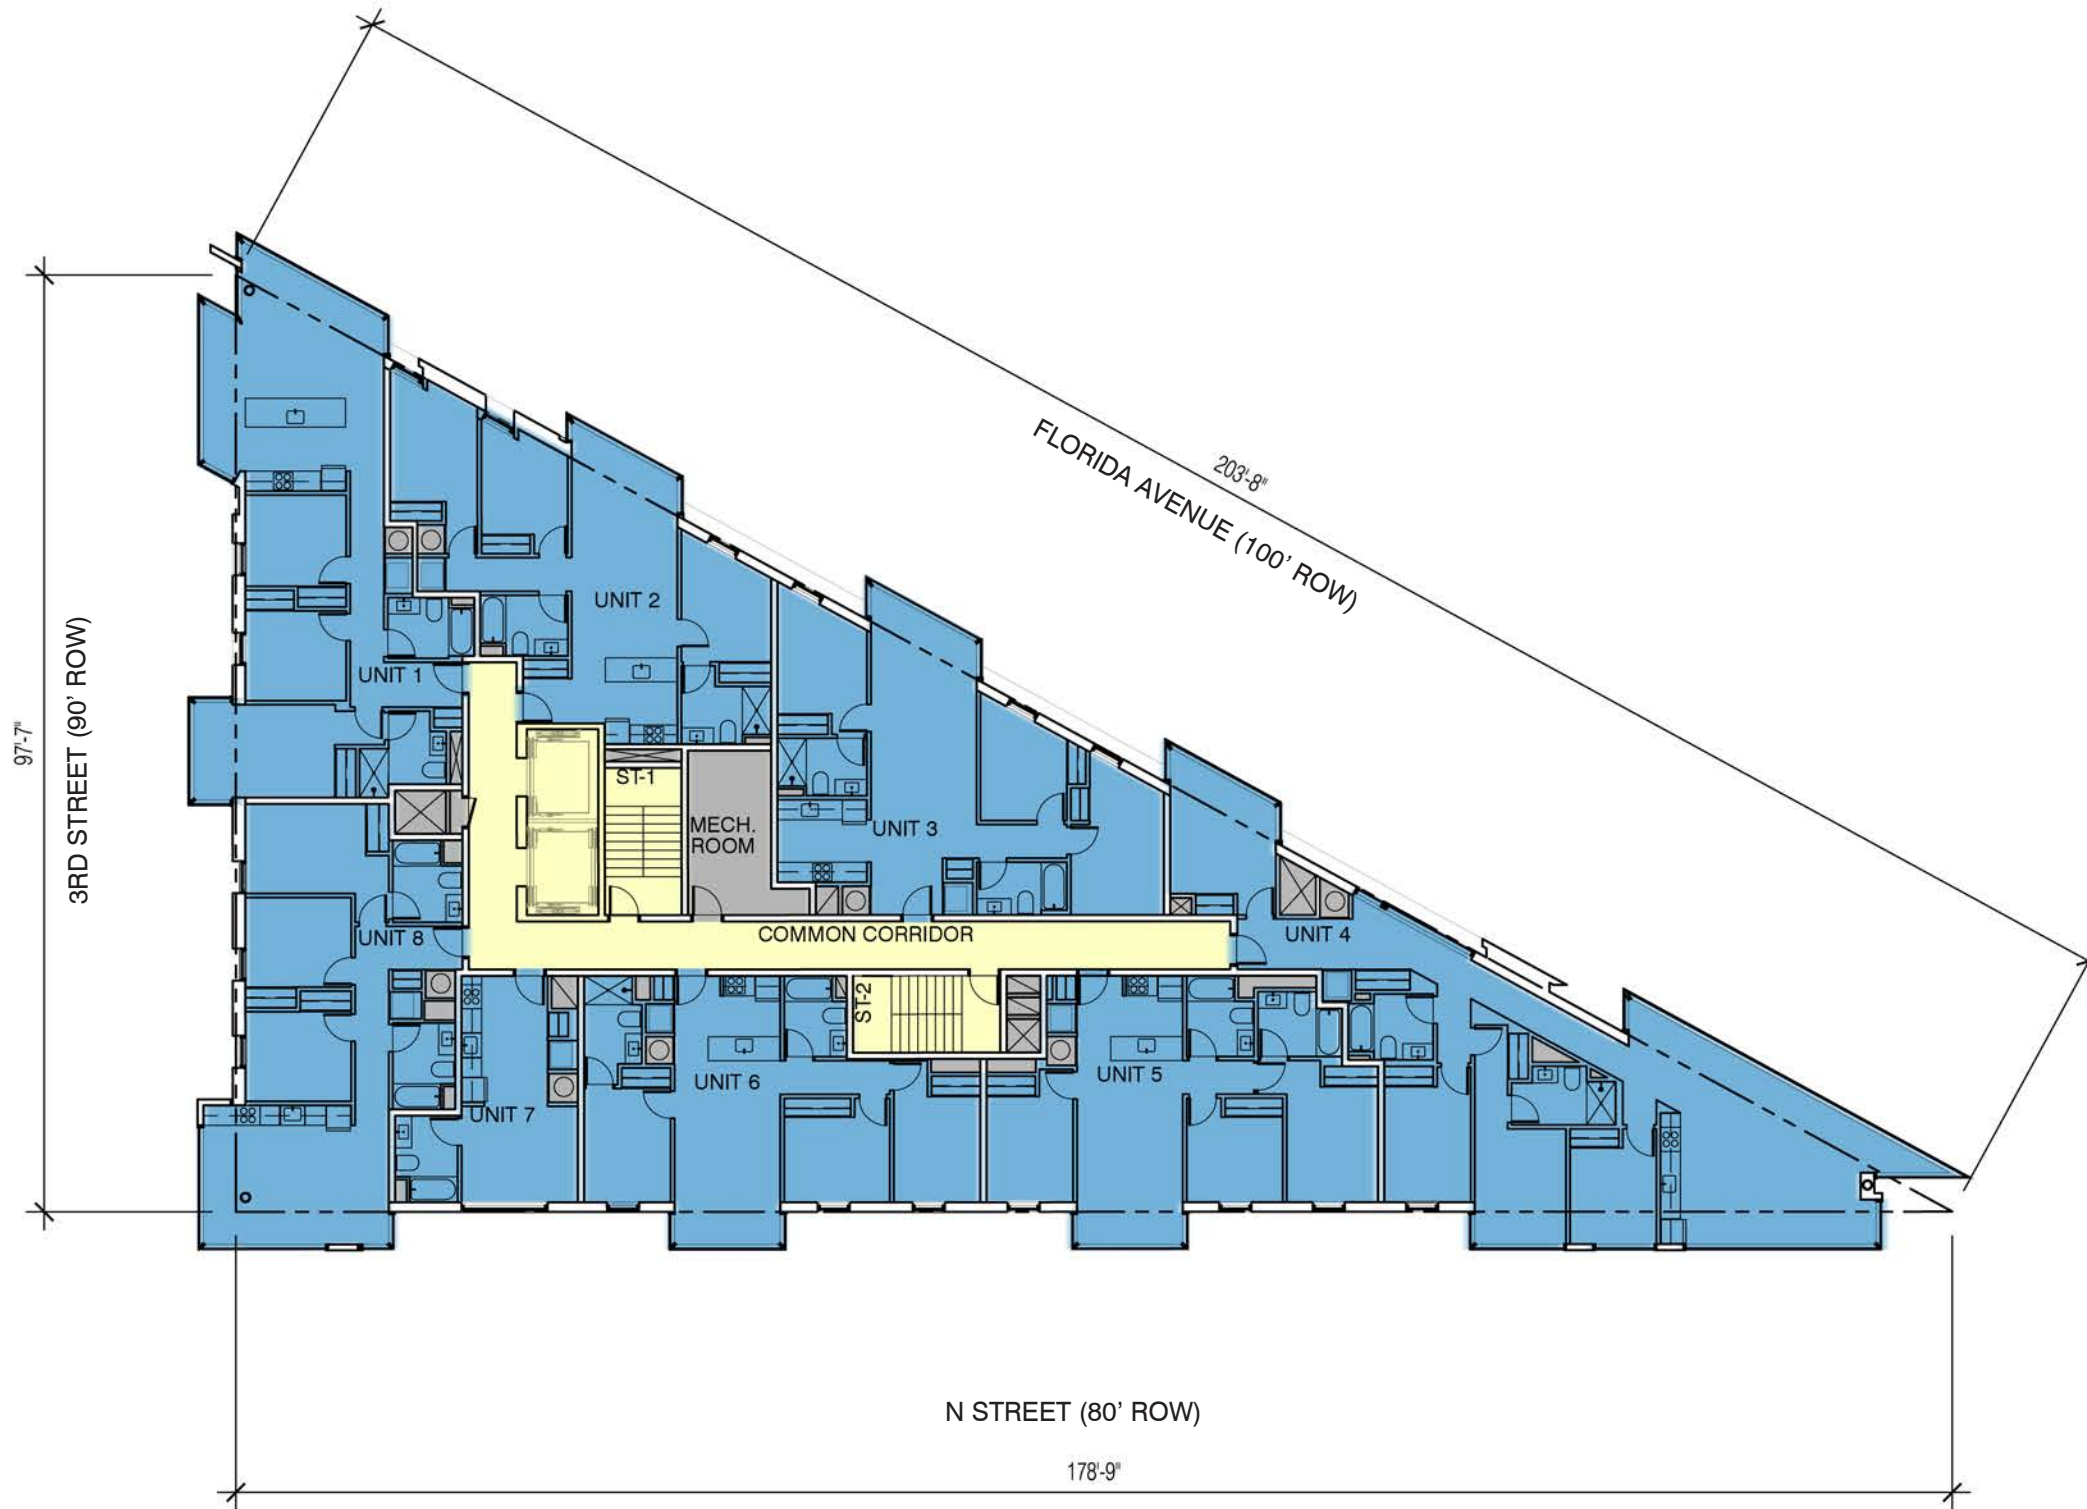 203'-8"
FLORIDA AVENUE (100’ ROW)
97'-7"
3RD STREET (90’ ROW)
UNIT 2
UNIT 1
ST-1
MECH.
ROOM
UNIT 3
UNIT 8
COMMON CORRIDOR
UNIT 4
ST-2
UNIT 6
UNIT 5
UNIT 7
N STREET (80’ ROW)
178'-9"